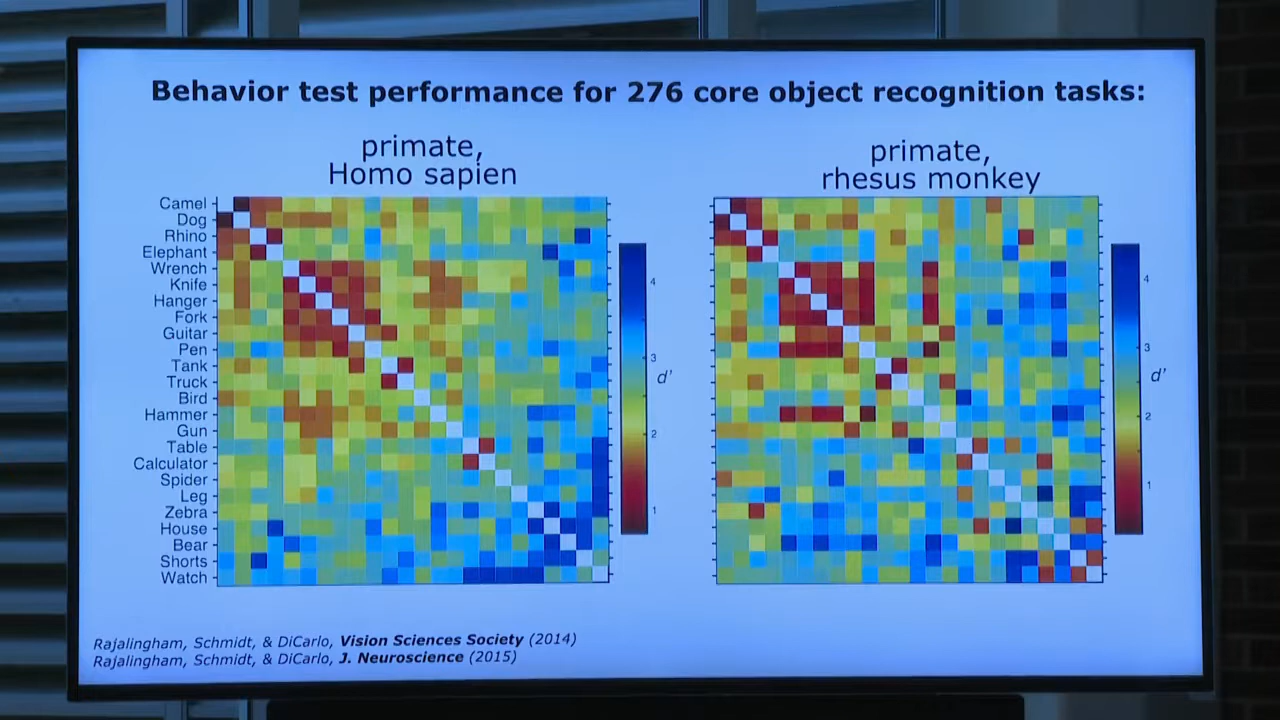 Behavior test performance for 276 core object recognition tasks:
primate,
Homo sapien
primate,
rhesus monkey
Camel
Dog
Rhino
Elephant
Wrench
Knife
Hanger
Fork
Guitar
Pen
Tank
Truck
Bird
Hammer
Gun
Table
Calculator
Spider
Leg
Zebra
House
Bear
Shorts
Watch
4
3
d'
2
1
4
3
d'
2
1
Rajalingham, Schmidt, & DiCarlo, Vision Sciences Society (2014)
Rajalingham, Schmidt, & DiCarlo, J. Neuroscience (2015)